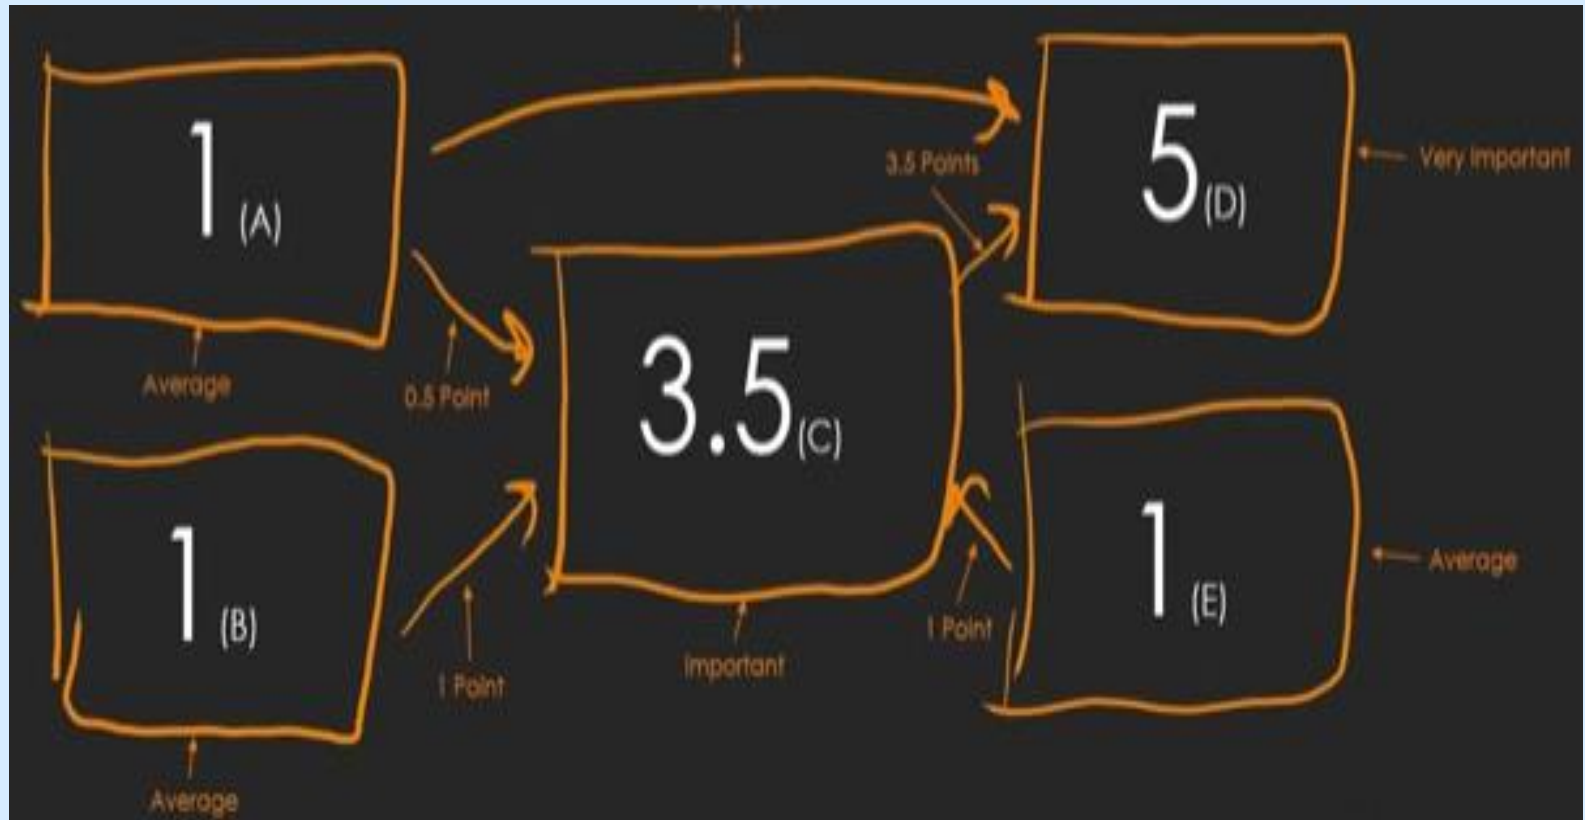 1 (A)
Average
0.5 Point
1 (B)
Average
1 Point
3.5 (C)
Important
3.5 Points
1 Point
5 (D)
Very Important
1 (E)
Average